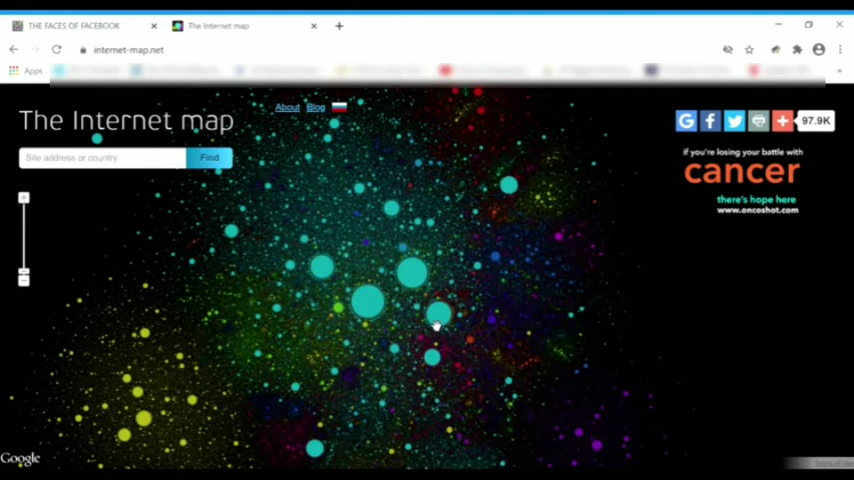 THE FACES OF FACEBOOK
The Internet map
internet-map.net
Apps
About Blog
The Internet map
Site address or country
Find
97.9K
if you're losing your battle with
cancer
there's hope here
www.oncoshot.com
Google